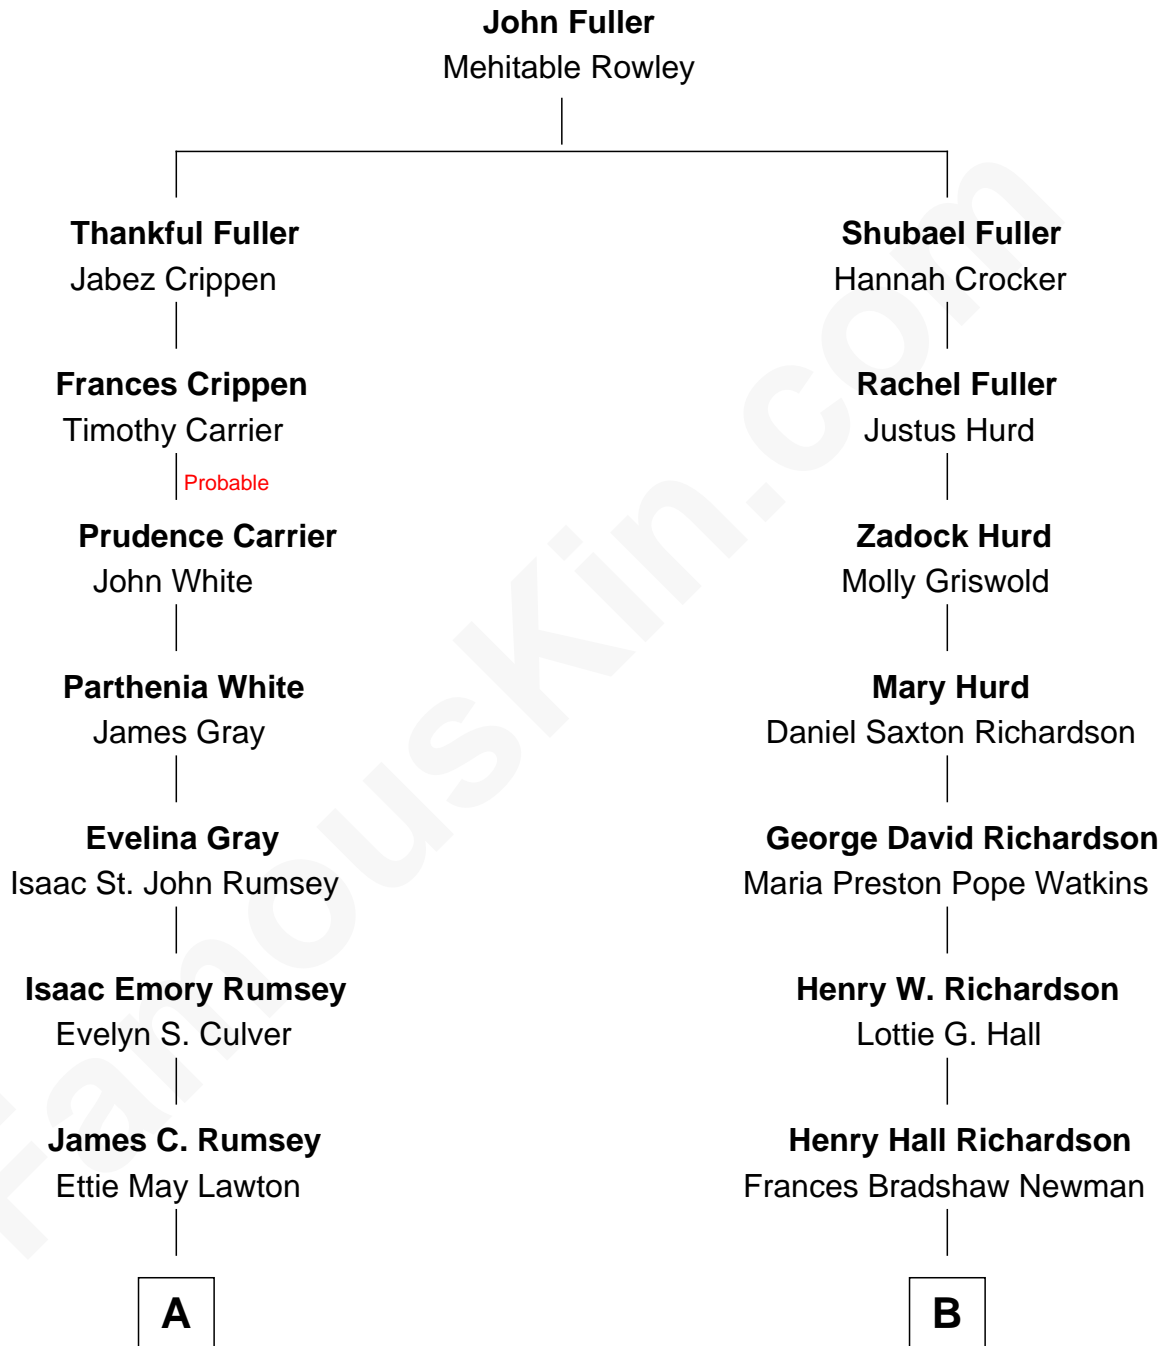 John Fuller
Mehitable Rowley
Thankful Fuller
Jabez Crippen
Shubael Fuller
Hannah Crocker
Frances Crippen
Timothy Carrier
Rachel Fuller
Justus Hurd
Probable
Prudence Carrier
John White
Zadock Hurd
Molly Griswold
Parthenia White
James Gray
Mary Hurd
Daniel Saxton Richardson
Evelina Gray
Isaac St. John Rumsey
George David Richardson
Maria Preston Pope Watkins
Isaac Emory Rumsey
Evelyn S. Culver
Henry W. Richardson
Lottie G. Hall
James C. Rumsey
Ettie May Lawton
Henry Hall Richardson
Frances Bradshaw Newman
A
B
FamousKin.com